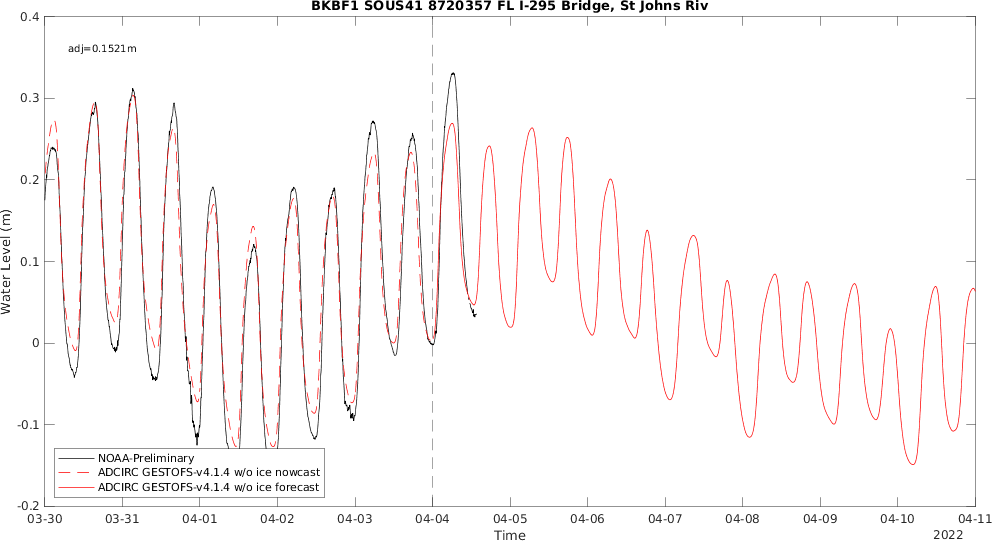 BKBF1 SOUS41 8720357 FL I-295 Bridge, St Johns Riv
adj=0.1521m
0.4
0.3
0.2
0.1
0
-0.1
-0.2
Water Level (m)
NOAA-Preliminary
ADCIRC GESTOFS-v4.1.4 w/o ice nowcast
ADCIRC GESTOFS-v4.1.4 w/o ice forecast
03-30 03-31 04-01 04-02 04-03 04-04 04-05 04-06 04-07 04-08 04-09 04-10 04-11
Time
2022